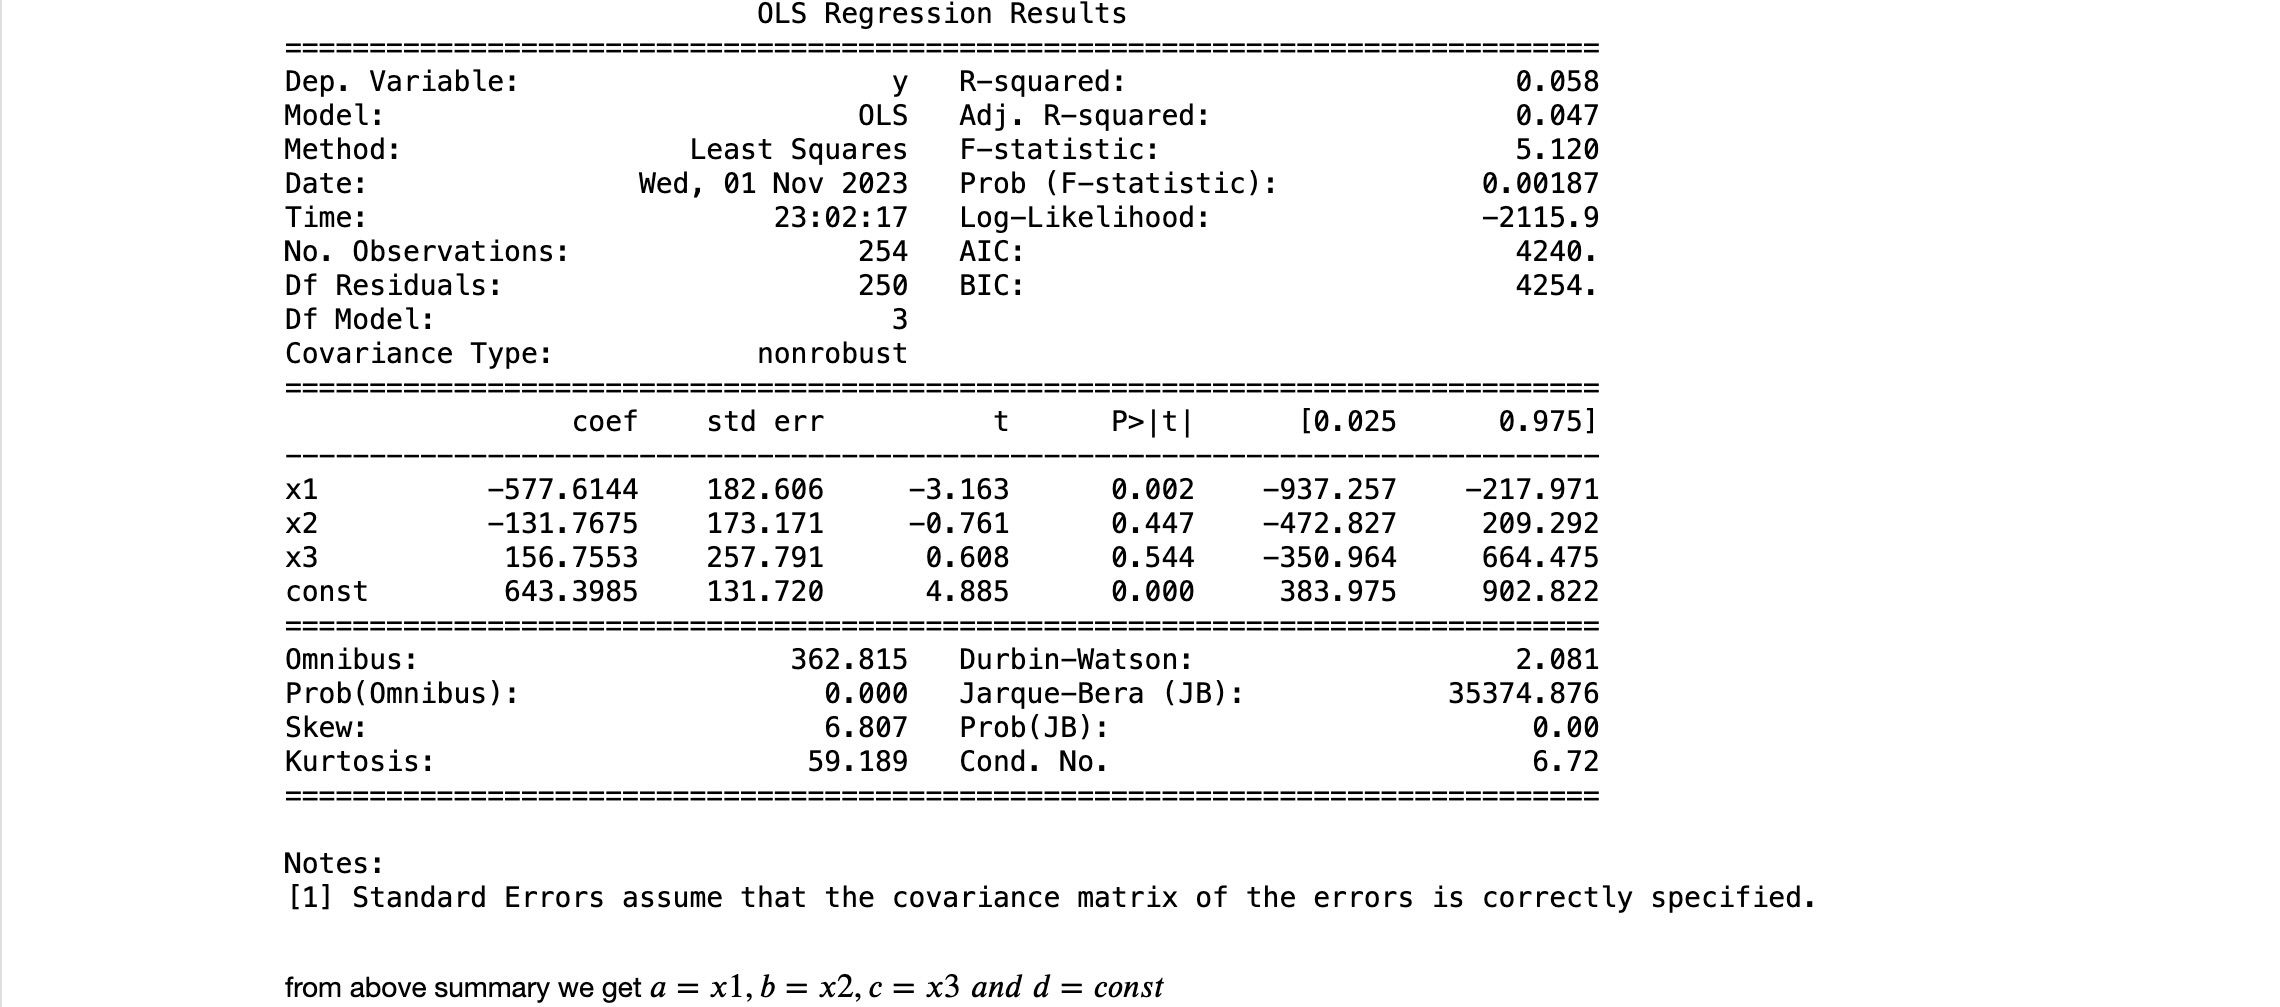 OLS Regression Results
==============================================================================
Dep. Variable: y R-squared: 0.058
Model: OLS Adj. R-squared: 0.047
Method: Least Squares F-statistic: 5.120
Date: Wed, 01 Nov 2023 Prob (F-statistic): 0.00187
Time: 23:02:17 Log-Likelihood: -2115.9
No. Observations: 254 AIC: 4240.
Df Residuals: 250 BIC: 4254.
Df Model: 3
Covariance Type: nonrobust
==============================================================================
coef std err t P>|t| [0.025 0.975]
------------------------------------------------------------------------------
x1 -577.6144 182.606 -3.163 0.002 -937.257 -217.971
x2 -131.7675 173.171 -0.761 0.447 -472.827 209.292
x3 156.7553 257.791 0.608 0.544 -350.964 664.475
const 643.3985 131.720 4.885 0.000 383.975 902.822
==============================================================================
Omnibus: 362.815 Durbin-Watson: 2.081
Prob(Omnibus): 0.000 Jarque-Bera (JB): 35374.876
Skew: 6.807 Prob(JB): 0.00
Kurtosis: 59.189 Cond. No. 6.72
==============================================================================
Notes:
[1] Standard Errors assume that the covariance matrix of the errors is correctly specified.
from above summary we get a = x1, b = x2, c = x3 and d = const